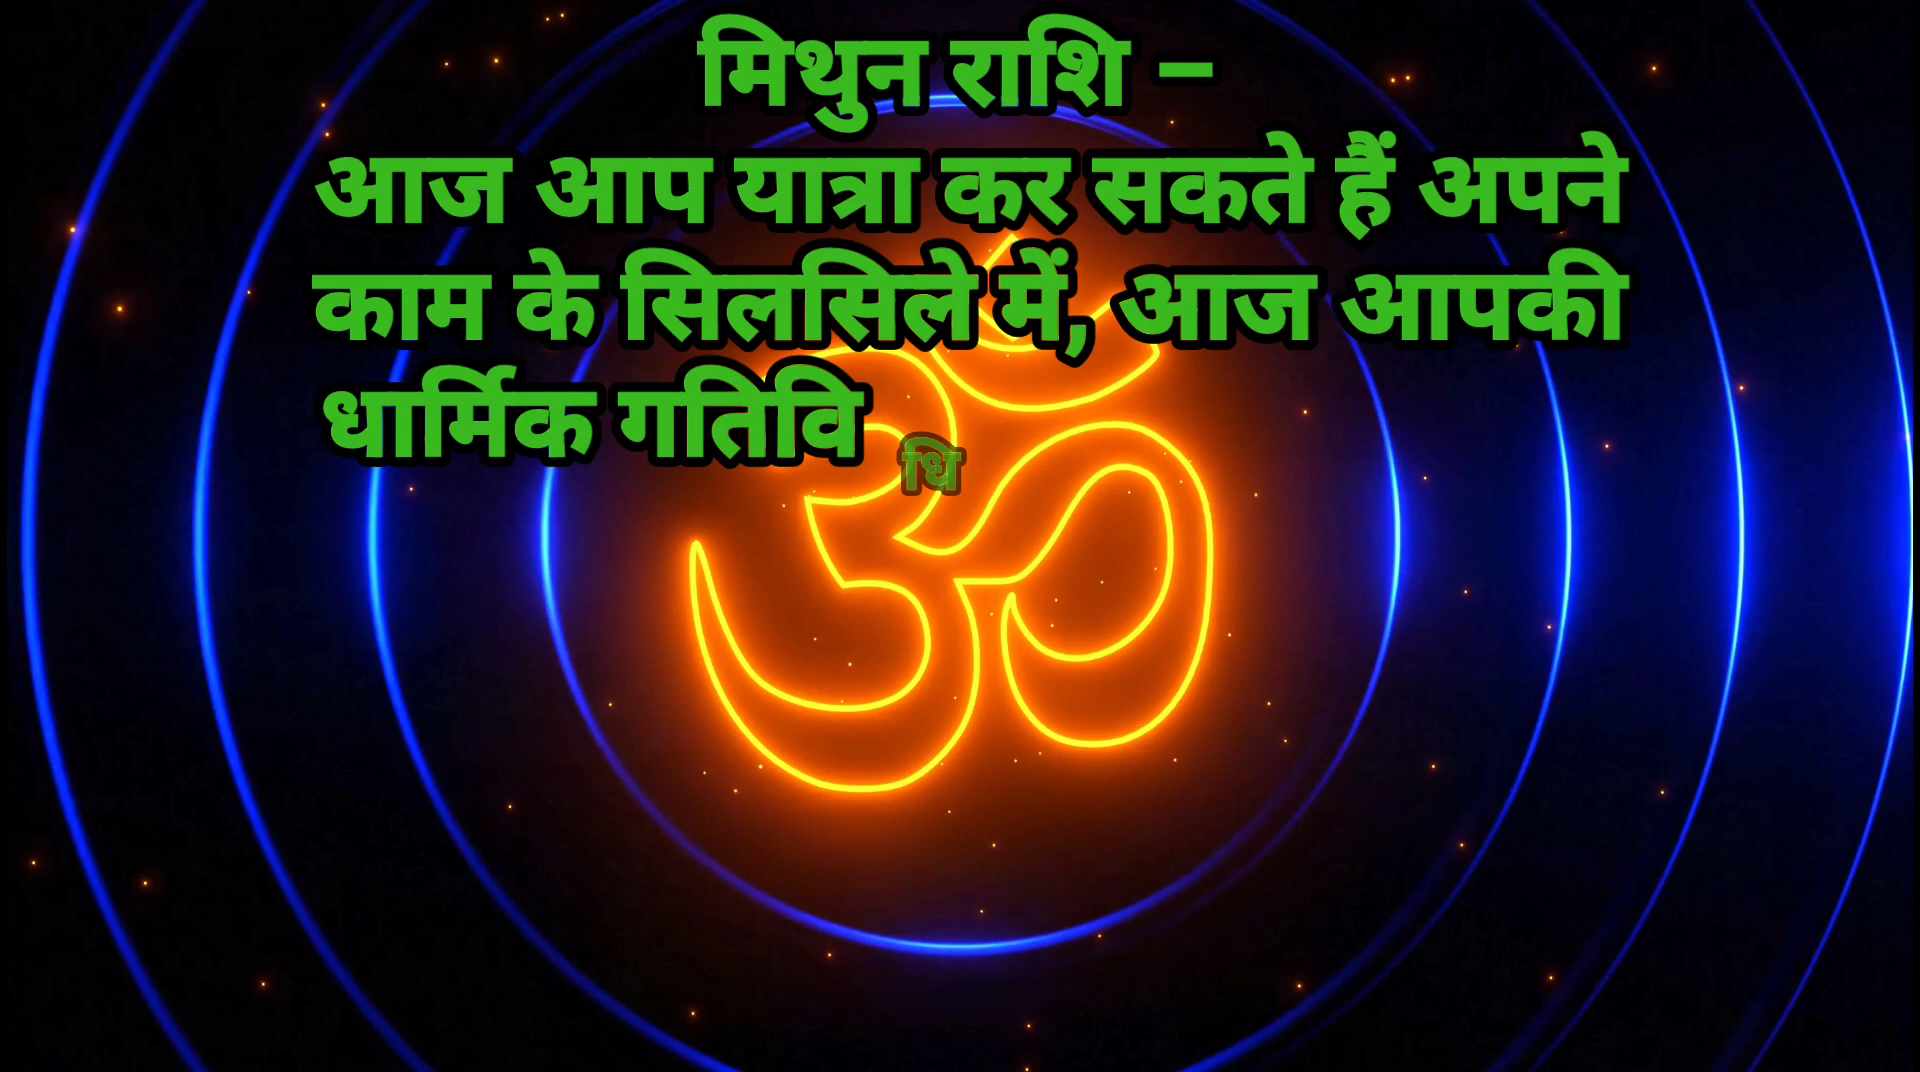 मिथुन राशि –
आज आप यात्रा कर सकते हैं अपने
काम के सिलसिले में, आज आपकी
धार्मिक गतिविधि